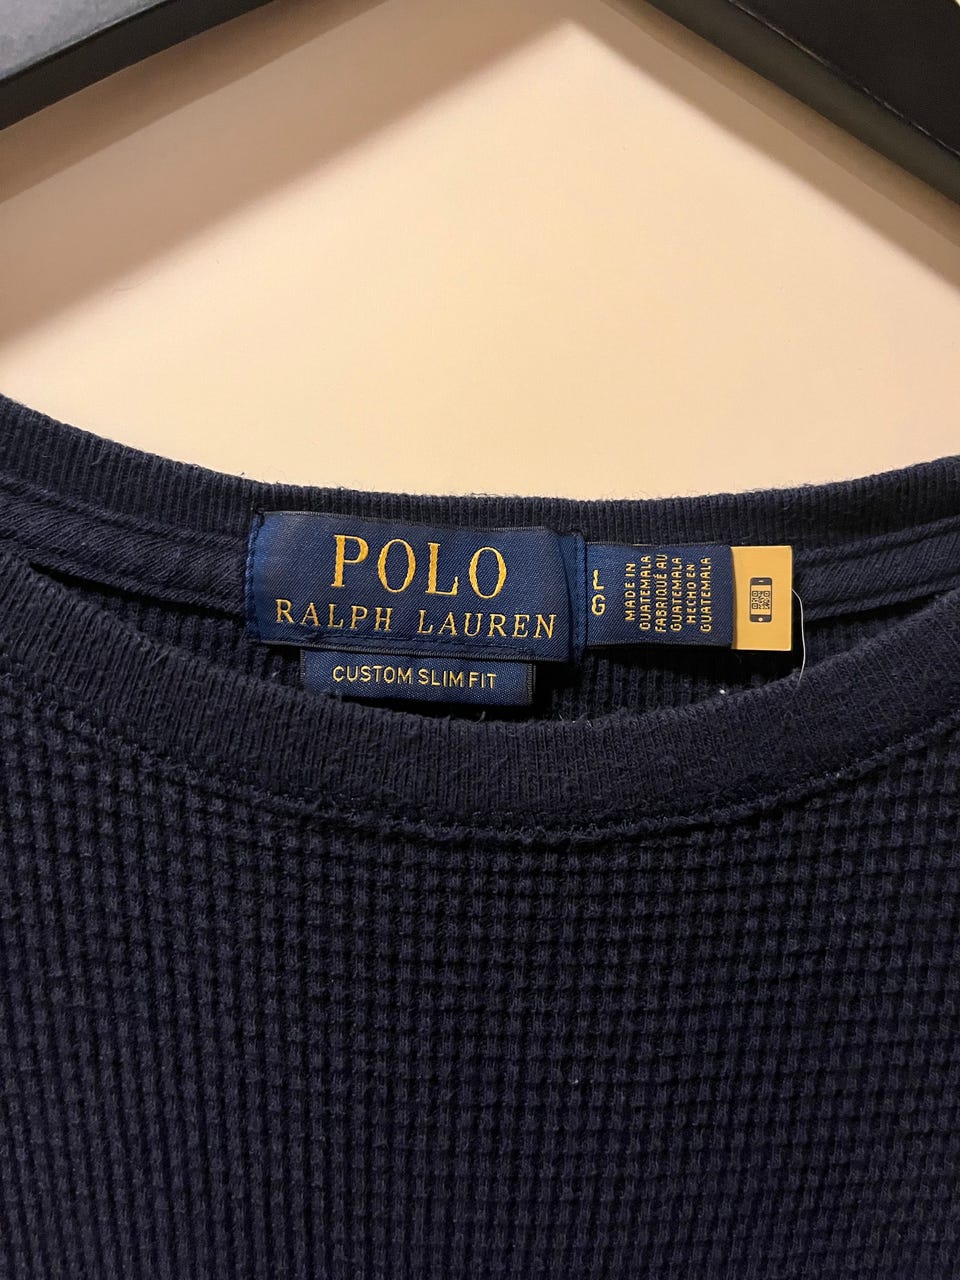 POLO
RALPH LAUREN
CUSTOM SLIM FIT
L
G
MADE IN
GUATEMALA
FABRIQUÉ AU
GUATEMALA
HECHO EN
GUATEMALA